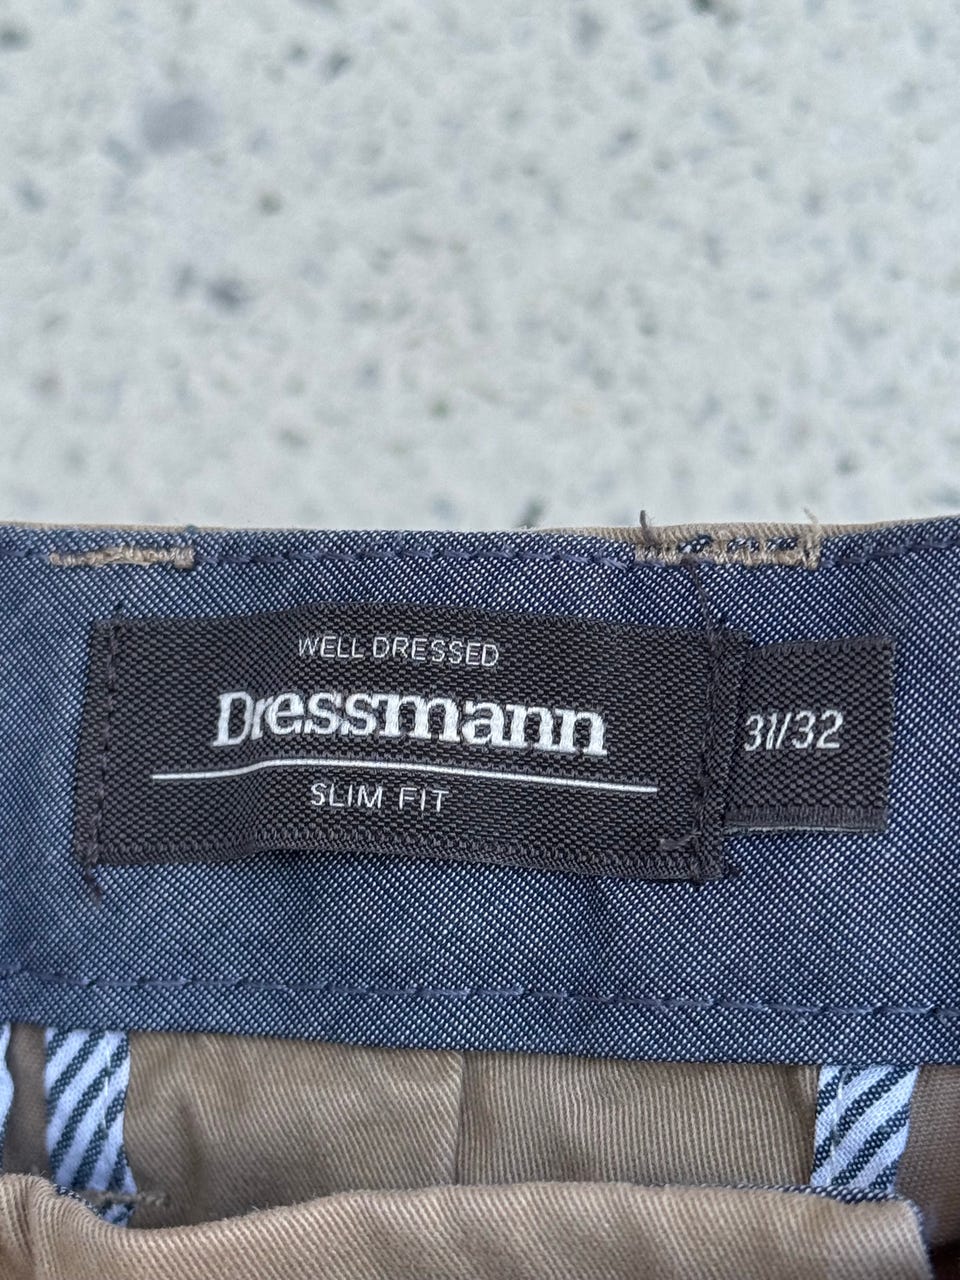 WELL DRESSED
Dressmann
SLIM FIT
31/32